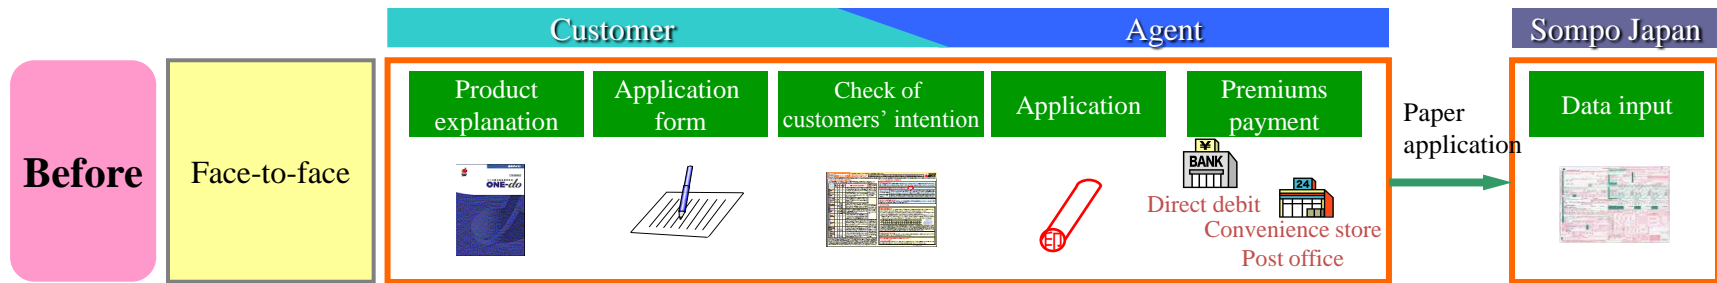 Customer
Agent
Sompo Japan
Before
Face-to-face
Product
explanation
Application
form
Check of
customers’ intention
Application
Premiums
payment
Paper
application
Data input
ONE-do
¥
BANK
24
印
Direct debit
Convenience store
Post office